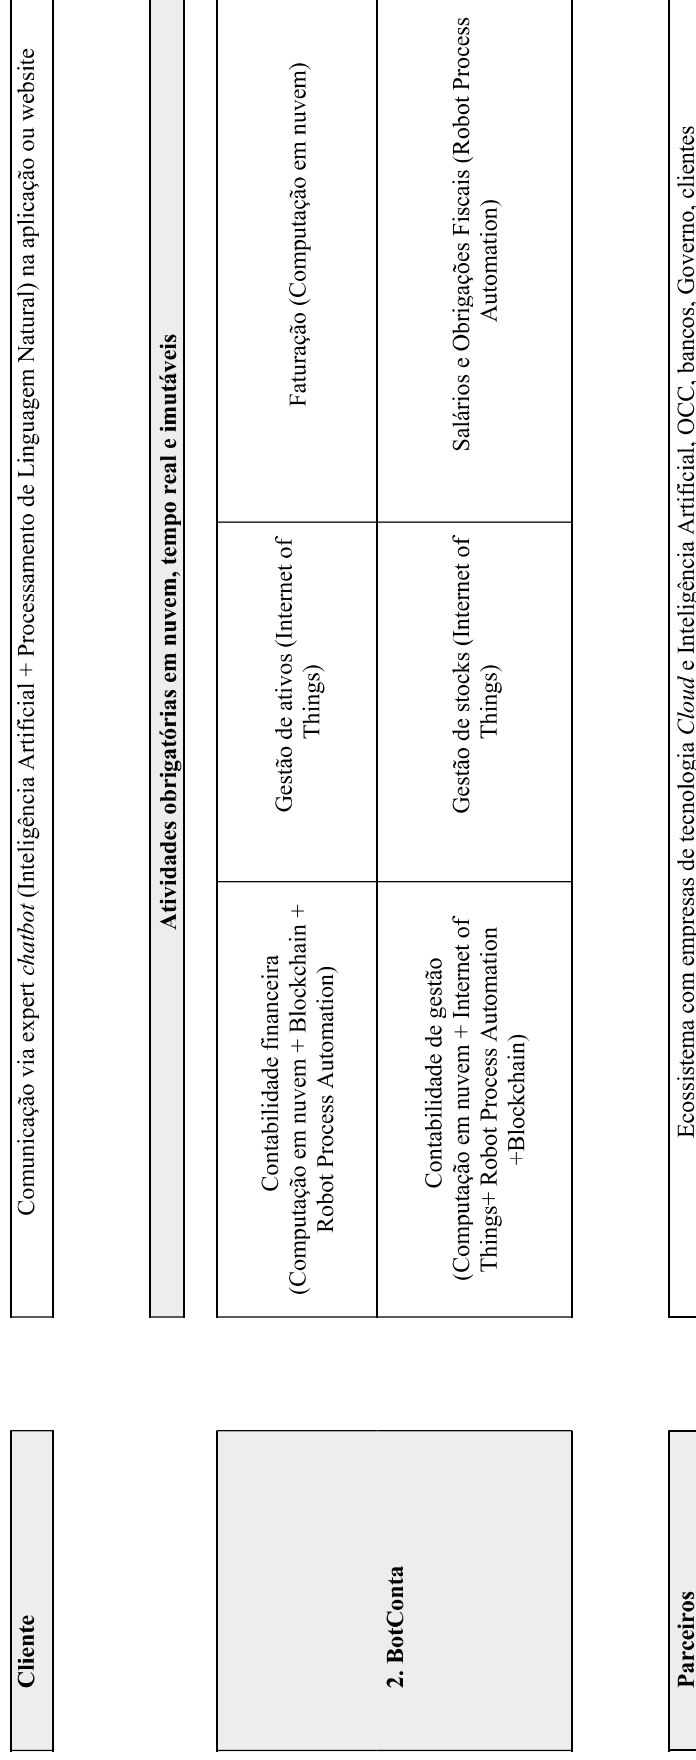 Cliente
Comunicação via expert chatbot (Inteligência Artificial + Processamento de Linguagem Natural) na aplicação ou website
Atividades obrigatórias em nuvem, tempo real e imutáveis
2. BotConta
Contabilidade financeira
(Computação em nuvem + Blockchain +
Robot Process Automation)
Gestão de ativos (Internet of
Things)
Faturação (Computação em nuvem)
Contabilidade de gestão
(Computação em nuvem + Internet of
Things+ Robot Process Automation
+Blockchain)
Gestão de stocks (Internet of
Things)
Salários e Obrigações Fiscais (Robot Process
Automation)
Parceiros
Ecossistema com empresas de tecnologia Cloud e Inteligência Artificial, OCC, bancos, Governo, clientes